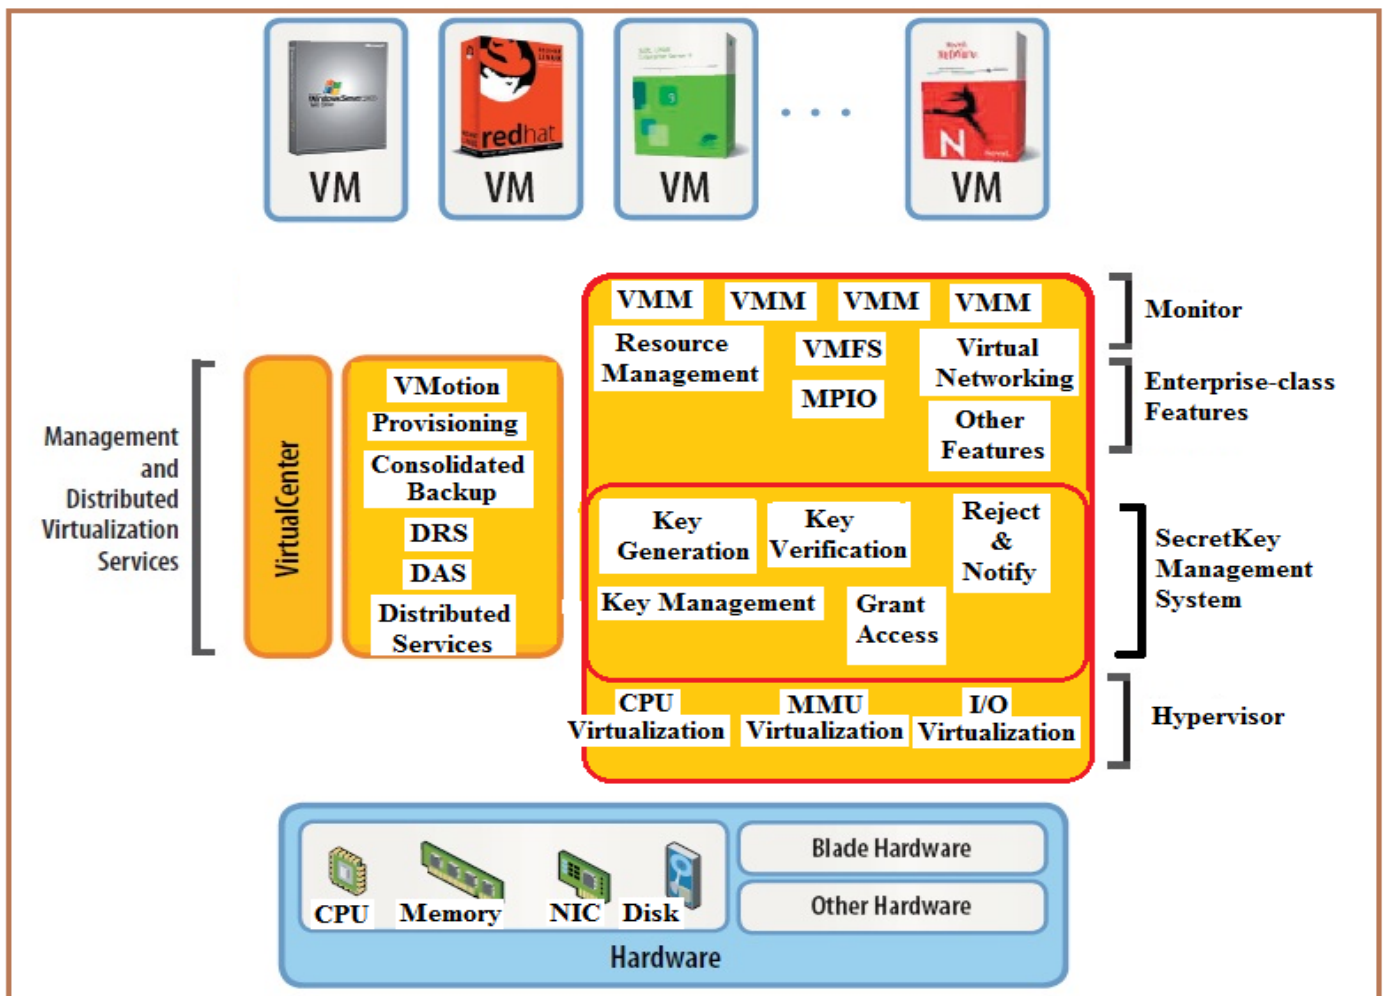 Microsoft
redhat
N
VM
VM
VM
VM
VMM
VMM
VMM
VMM
Monitor
Resource
Management
VMFS
MPIO
Virtual
Networking
Other
Features
Enterprise-class
Features
Management
and
Distributed
Virtualization
Services
VirtualCenter
VMotion
Provisioning
Consolidated
Backup
DRS
DAS
Distributed
Services
Key
Generation
Key
Verification
Reject
&
Notify
Key Management
Grant
Access
SecretKey
Management
System
CPU
Virtualization
MMU
Virtualization
I/O
Virtualization
Hypervisor
CPU
Memory
NIC
Disk
Blade Hardware
Other Hardware
Hardware